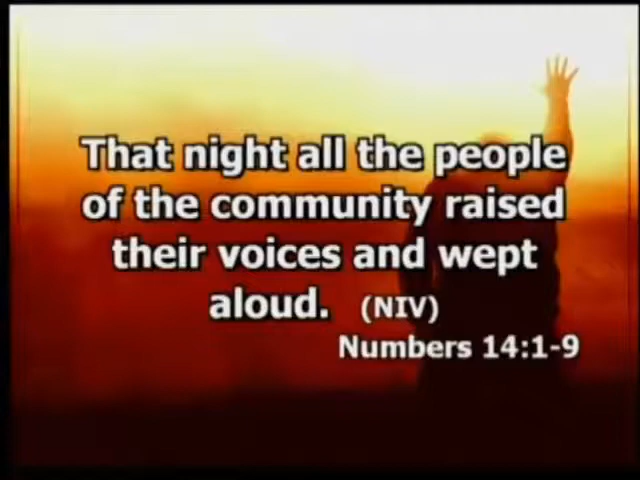 That night all the people
of the community raised
their voices and wept
aloud. (NIV)
Numbers 14:1-9